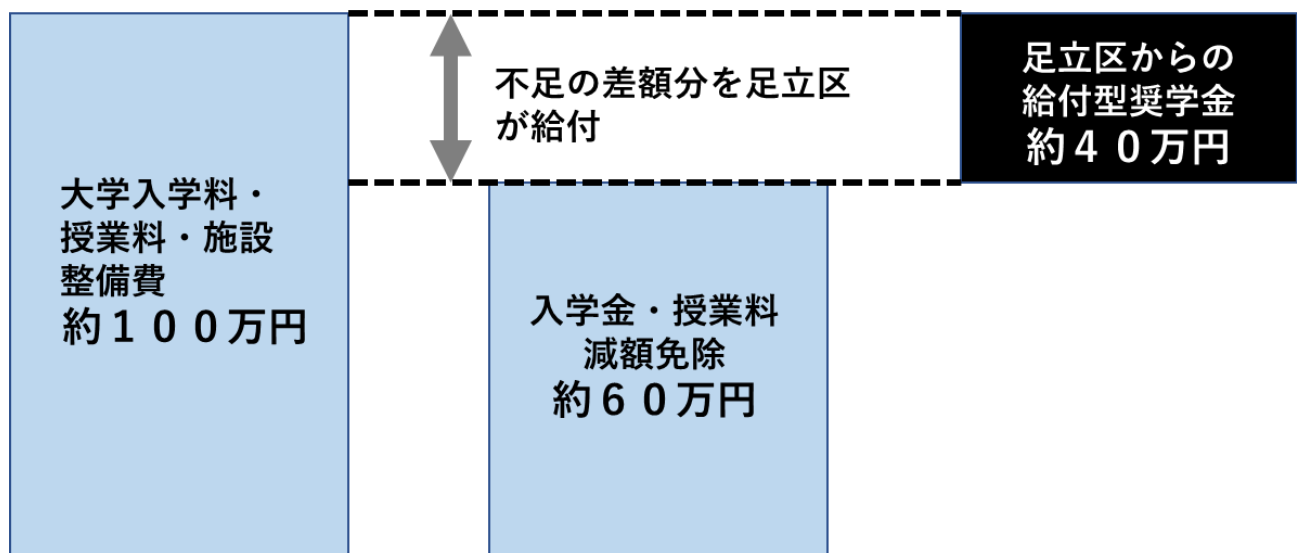 大学入学料・
授業料・施設
整備費
約１００万円
不足の差額分を足立区
が給付
入学金・授業料
減額免除
約６０万円
足立区からの
給付型奨学金
約４０万円